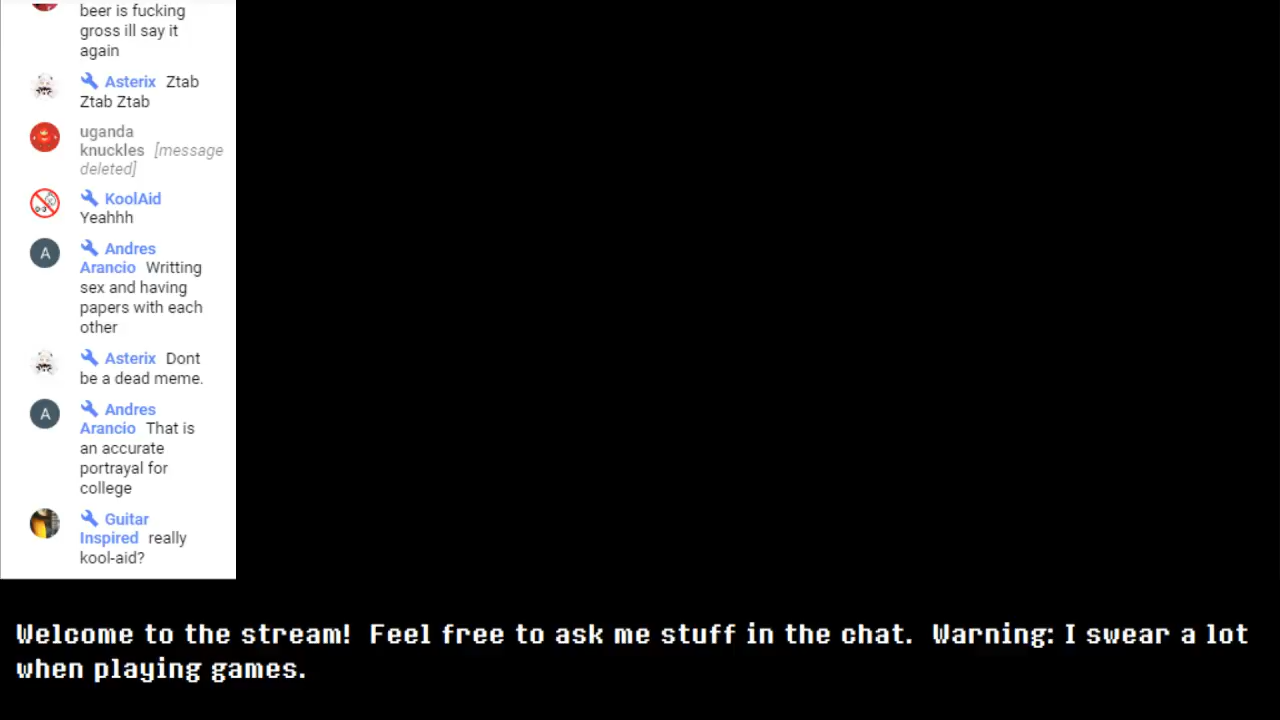 beer is fucking
gross ill say it
again
Asterix Ztab
Ztab Ztab
uganda
knuckles [message
deleted]
KoolAid
Yeahhh
A
Andres
Arancio Writting
sex and having
papers with each
other
Asterix Dont
be a dead meme.
A
Andres
Arancio That is
an accurate
portrayal for
college
Guitar
Inspired really
kool-aid?
Welcome to the stream! Feel free to ask me stuff in the chat. Warning: I swear a lot
when playing games.